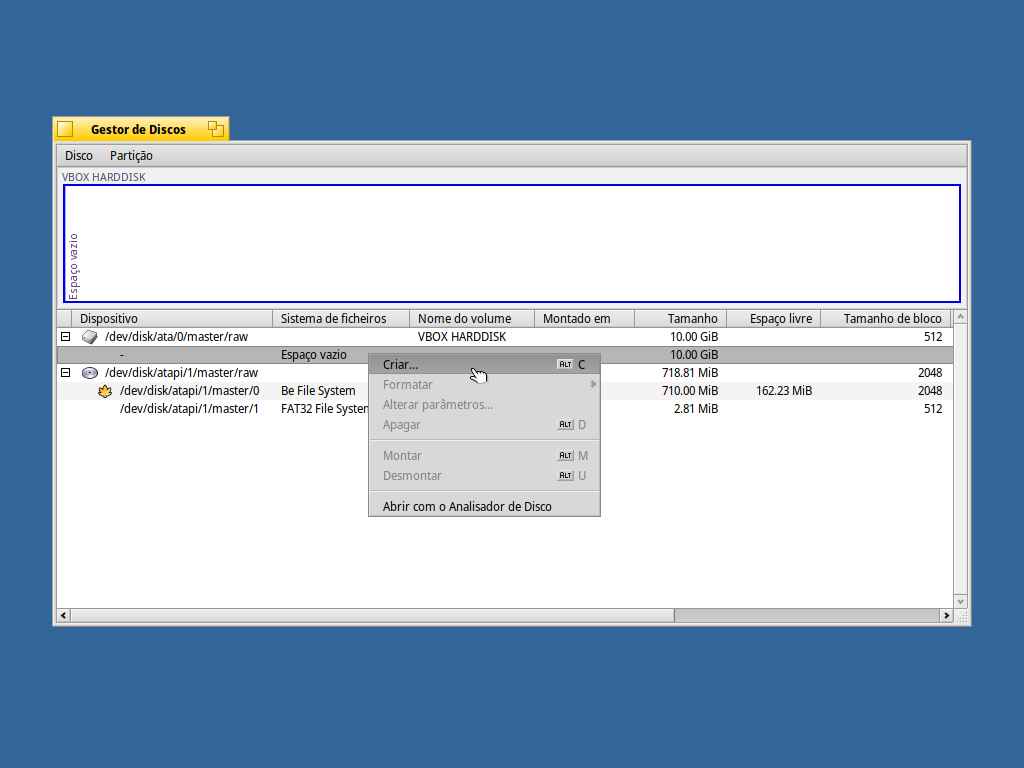 Gestor de Discos
Disco Partição
VBOX HARDDISK
Espaço vazio
Dispositivo Sistema de ficheiros Nome do volume Montado em Tamanho Espaço livre Tamanho de bloco
/dev/disk/ata/0/master/raw VBOX HARDDISK 10.00 GiB 512
- Espaço vazio 10.00 GiB
/dev/disk/atapi/1/master/raw 718.81 MiB 2048
/dev/disk/atapi/1/master/0 Be File System 710.00 MiB 162.23 MiB 2048
/dev/disk/atapi/1/master/1 FAT32 File System 2.81 MiB 512
Criar... ALT C
Formatar
Alterar parâmetros...
Apagar ALT D
Montar ALT M
Desmontar ALT U
Abrir com o Analisador de Disco